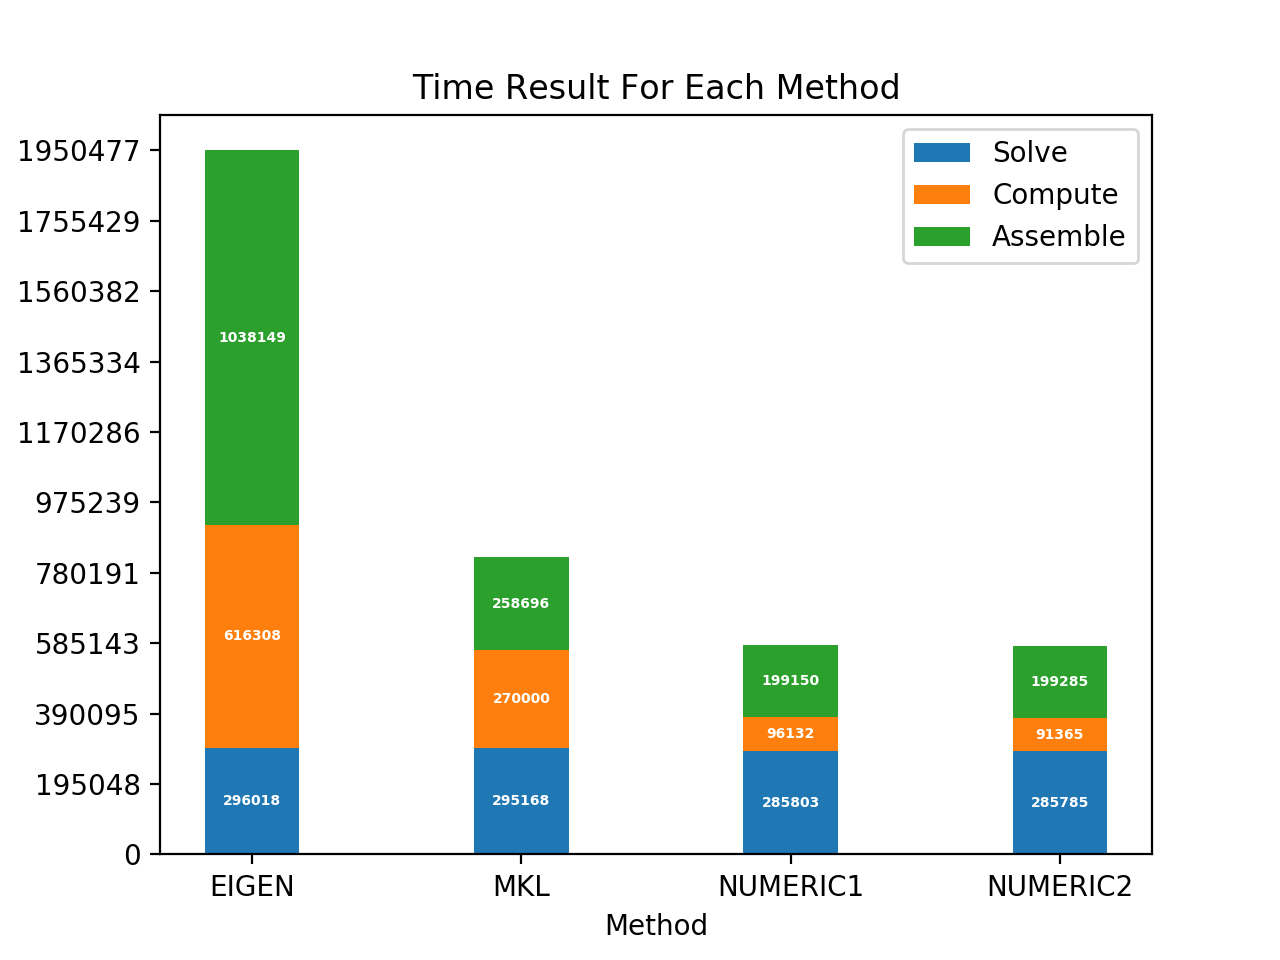 Time Result For Each Method
Solve
Compute
Assemble
1950477
1755429
1560382
1365334
1170286
975239
780191
585143
390095
195048
0
1038149
616308
296018
258696
270000
295168
199150
96132
285803
199285
91365
285785
EIGEN
MKL
NUMERIC1
NUMERIC2
Method